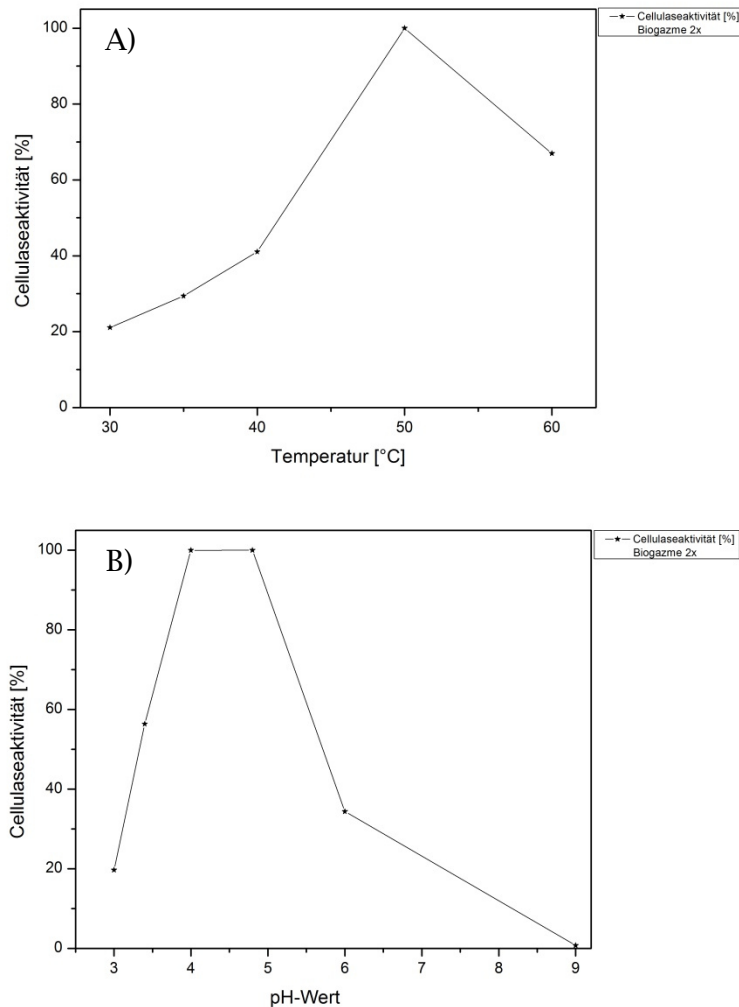 A)
Cellulaseaktivität [%]
Biogazme 2x
100
80
60
40
20
0
Cellulaseaktivität [%]
30
40
50
60
Temperatur [°C]
B)
Cellulaseaktivität [%]
Biogazme 2x
100
80
60
40
20
0
Cellulaseaktivität [%]
3
4
5
6
7
8
9
pH-Wert